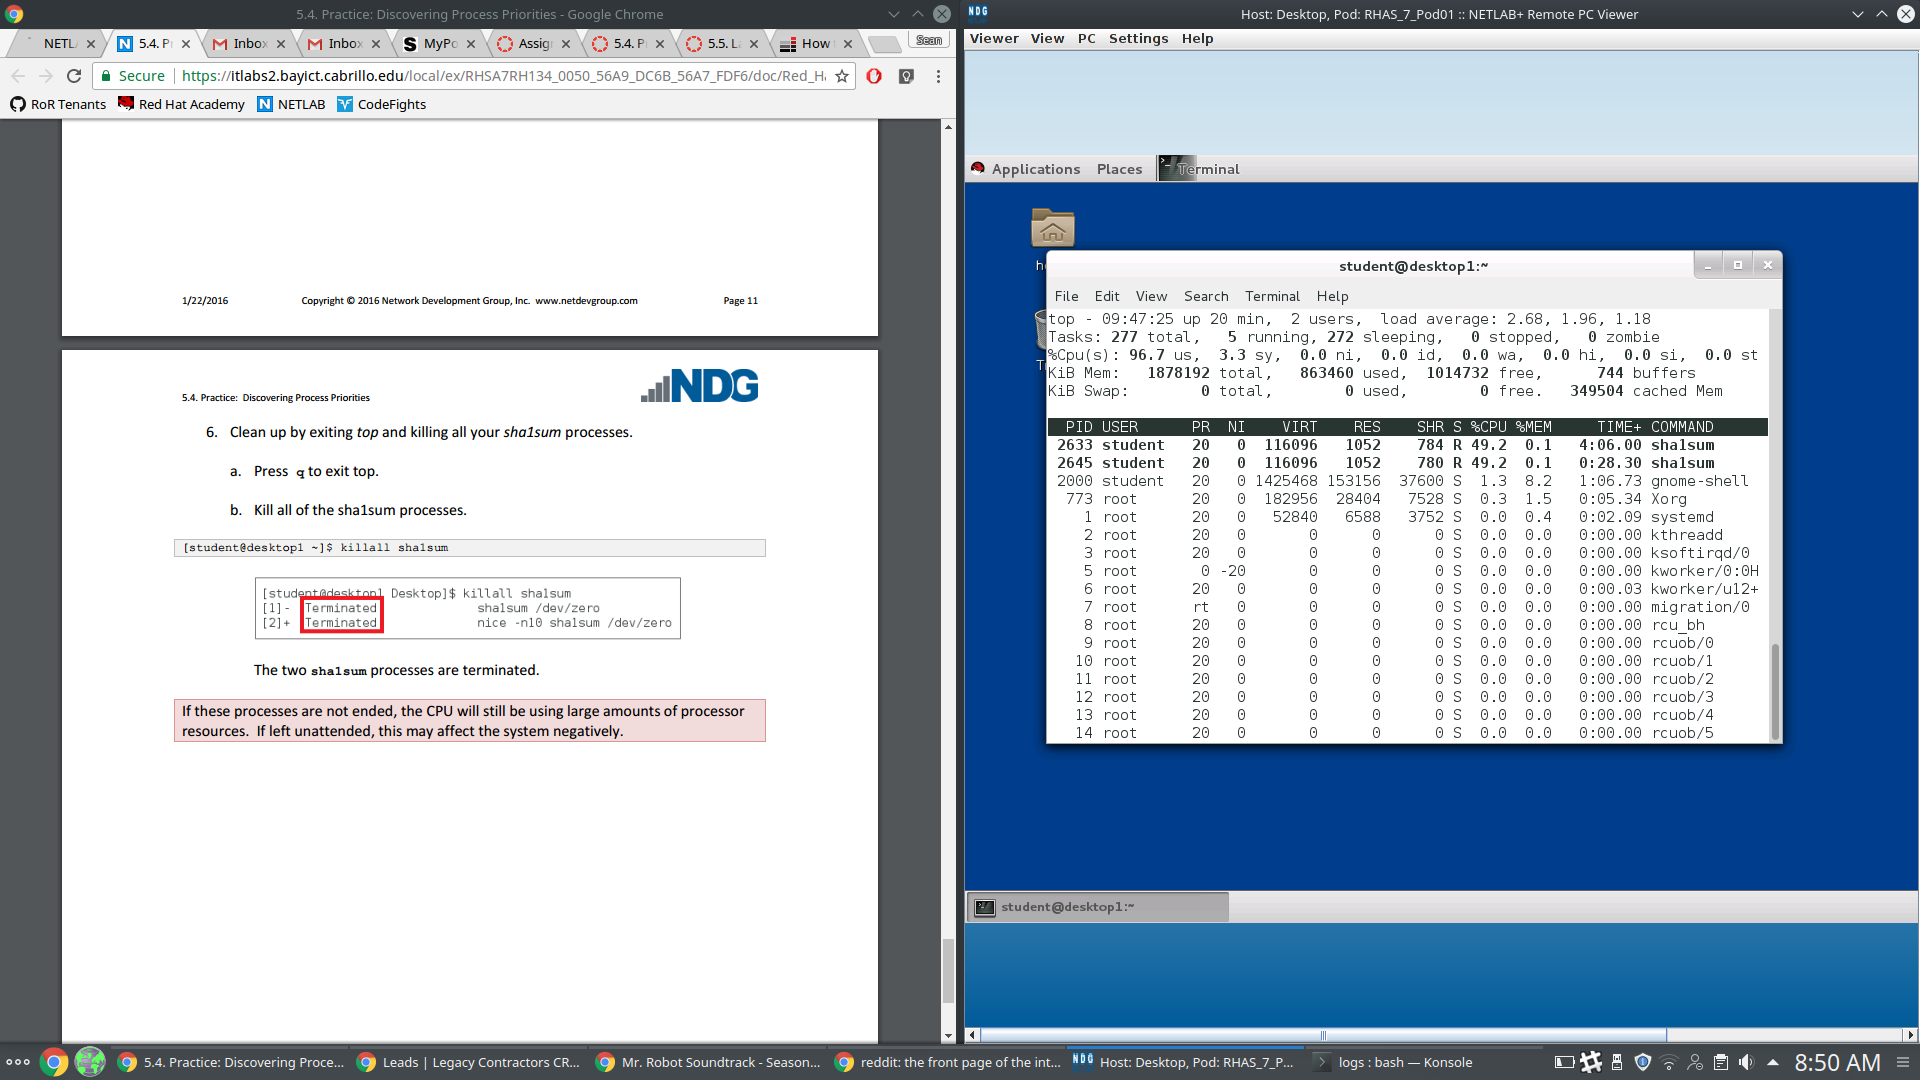 5.4. Practice: Discovering Process Priorities - Google Chrome
NETL
5.4. P
Inbox
Inbox
MyPo
Assig
5.4. P
5.5. L
How
Sean
Secure
https://itlabs2.bayict.cabrillo.edu/local/ex/RHSA7RH134_0050_56A9_DC6B_56A7_FDF6/doc/Red_H
RoR Tenants
Red Hat Academy
NETLAB
CodeFights
1/22/2016 Copyright © 2016 Network Development Group, Inc. www.netdevgroup.com Page 11
NDG
5.4. Practice: Discovering Process Priorities
6. Clean up by exiting top and killing all your sha1sum processes.
a. Press q to exit top.
b. Kill all of the sha1sum processes.
[student@desktop1 ~]$ killall sha1sum
[student@desktop1 Desktop]$ killall sha1sum
[1]- Terminated sha1sum /dev/zero
[2]+ Terminated nice -n10 sha1sum /dev/zero
The two sha1sum processes are terminated.
If these processes are not ended, the CPU will still be using large amounts of processor
resources. If left unattended, this may affect the system negatively.
NDG
Host: Desktop, Pod: RHAS_7_Pod01 :: NETLAB+ Remote PC Viewer
Viewer View PC Settings Help
Applications Places Terminal
student@desktop1:~
File Edit View Search Terminal Help
top - 09:47:25 up 20 min, 2 users, load average: 2.68, 1.96, 1.18
Tasks: 277 total, 5 running, 272 sleeping, 0 stopped, 0 zombie
%Cpu(s): 96.7 us, 3.3 sy, 0.0 ni, 0.0 id, 0.0 wa, 0.0 hi, 0.0 si, 0.0 st
KiB Mem: 1878192 total, 863460 used, 1014732 free, 744 buffers
KiB Swap: 0 total, 0 used, 0 free. 349504 cached Mem
PID USER PR NI VIRT RES SHR S %CPU %MEM TIME+ COMMAND
2633 student 20 0 116096 1052 784 R 49.2 0.1 4:06.00 sha1sum
2645 student 20 0 116096 1052 780 R 49.2 0.1 0:28.30 sha1sum
2000 student 20 0 1425468 153156 37600 S 1.3 8.2 1:06.73 gnome-shell
773 root 20 0 182956 28404 7528 S 0.3 1.5 0:05.34 Xorg
1 root 20 0 52840 6588 3752 S 0.0 0.4 0:02.09 systemd
2 root 20 0 0 0 0 S 0.0 0.0 0:00.00 kthreadd
3 root 20 0 0 0 0 S 0.0 0.0 0:00.00 ksoftirqd/0
5 root 0 -20 0 0 0 S 0.0 0.0 0:00.00 kworker/0:0H
6 root 20 0 0 0 0 S 0.0 0.0 0:00.03 kworker/u12+
7 root rt 0 0 0 0 S 0.0 0.0 0:00.00 migration/0
8 root 20 0 0 0 0 S 0.0 0.0 0:00.00 rcu_bh
9 root 20 0 0 0 0 S 0.0 0.0 0:00.00 rcuob/0
10 root 20 0 0 0 0 S 0.0 0.0 0:00.00 rcuob/1
11 root 20 0 0 0 0 S 0.0 0.0 0:00.00 rcuob/2
12 root 20 0 0 0 0 S 0.0 0.0 0:00.00 rcuob/3
13 root 20 0 0 0 0 S 0.0 0.0 0:00.00 rcuob/4
14 root 20 0 0 0 0 S 0.0 0.0 0:00.00 rcuob/5
student@desktop1:~
5.4. Practice: Discovering Proce...
Leads | Legacy Contractors CR...
Mr. Robot Soundtrack - Season...
reddit: the front page of the int...
NDG
Host: Desktop, Pod: RHAS_7_P...
logs : bash — Konsole
8:50 AM